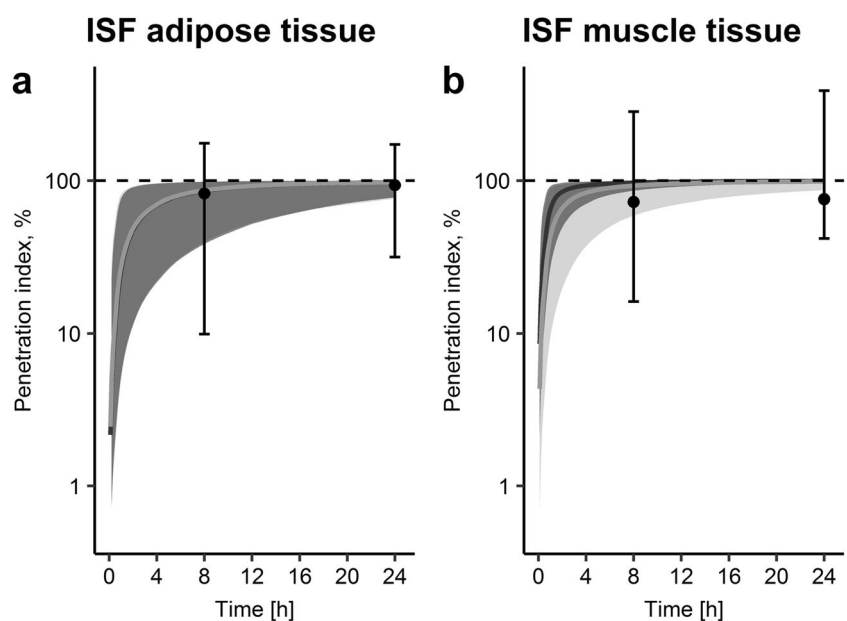 ISF adipose tissue
ISF muscle tissue
a
b
100
10
1
Penetration index, %
0 4 8 12 16 20 24
Time [h]
100
10
1
Penetration index, %
0 4 8 12 16 20 24
Time [h]